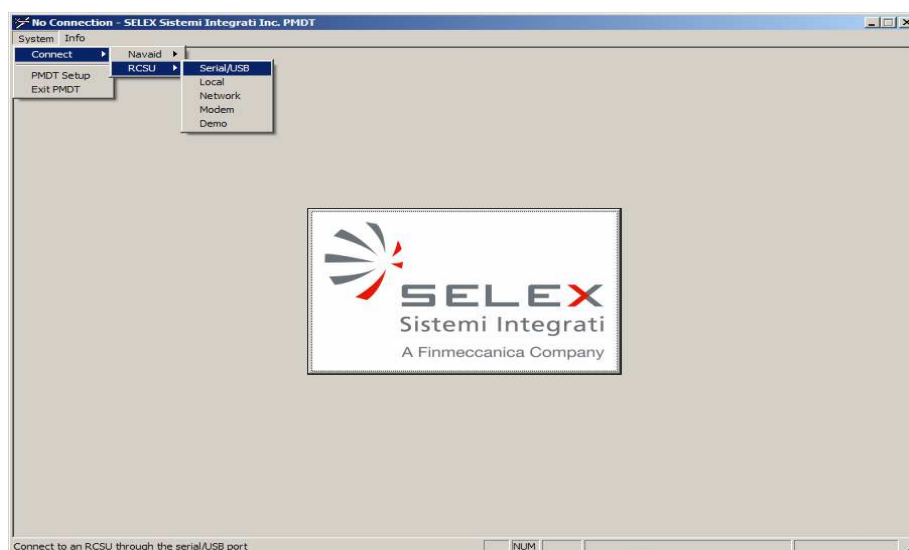 No Connection - SELEX Sistemi Integrati Inc. PMDT
System Info
Connect
Navaid
RCSU
Serial/USB
PMDT Setup
Local
Exit PMDT
Network
Modem
Demo
SELEX
Sistemi Integrati
A Finmeccanica Company
Connect to an RCSU through the serial/USB port
NUM